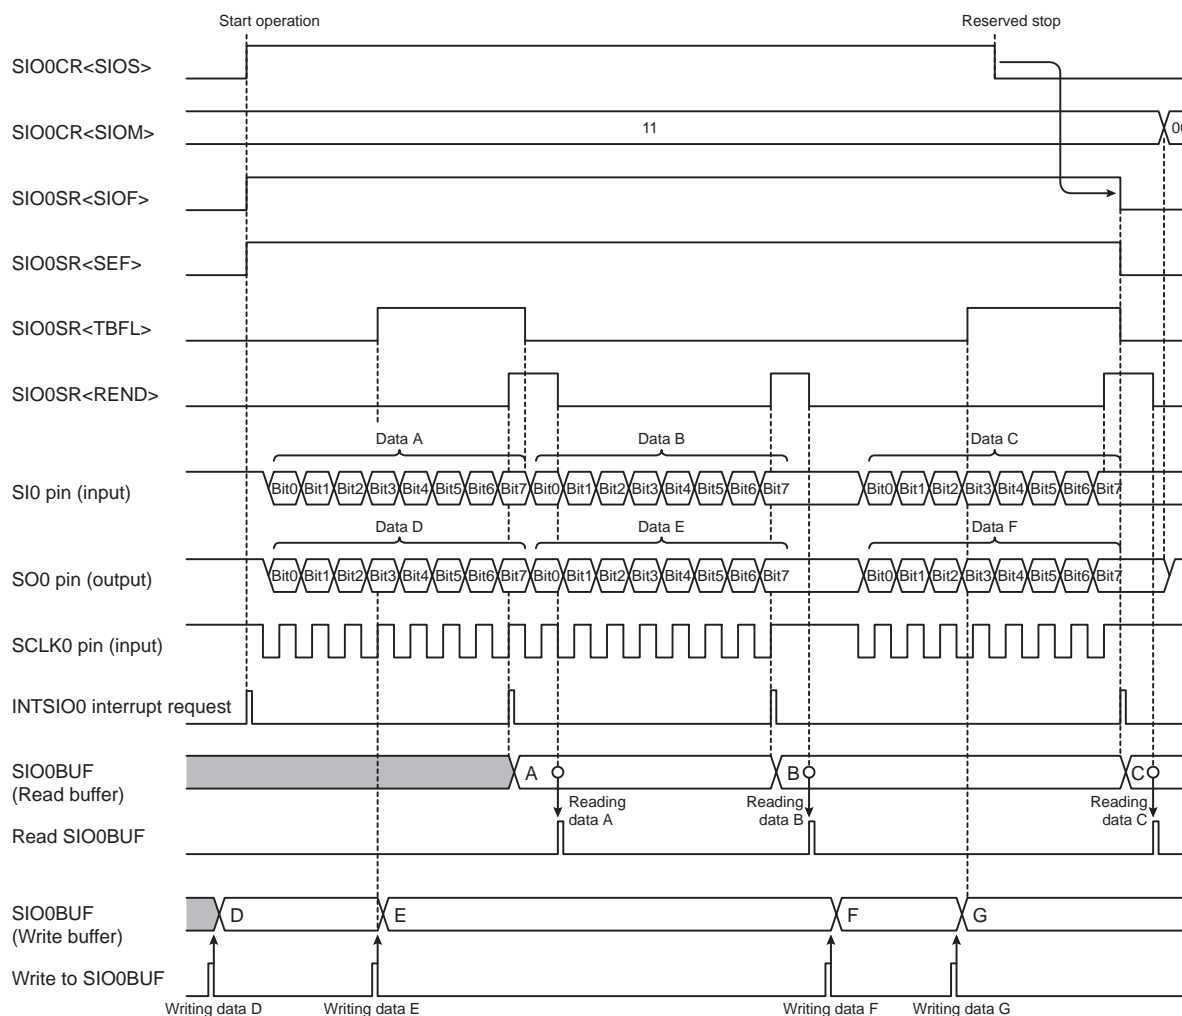 Start operation
Reserved stop
SIO0CR<SIOS>
SIO0CR<SIOM>
11
00
SIO0SR<SIOF>
SIO0SR<SEF>
SIO0SR<TBFL>
SIO0SR<REND>
Data A
Data B
Data C
SI0 pin (input)
Bit0 Bit1 Bit2 Bit3 Bit4 Bit5 Bit6 Bit7 Bit0 Bit1 Bit2 Bit3 Bit4 Bit5 Bit6 Bit7 Bit0 Bit1 Bit2 Bit3 Bit4 Bit5 Bit6 Bit7
Data D
Data E
Data F
SO0 pin (output)
Bit0 Bit1 Bit2 Bit3 Bit4 Bit5 Bit6 Bit7 Bit0 Bit1 Bit2 Bit3 Bit4 Bit5 Bit6 Bit7 Bit0 Bit1 Bit2 Bit3 Bit4 Bit5 Bit6 Bit7
SCLK0 pin (input)
INTSIO0 interrupt request
SIO0BUF
(Read buffer)
A
B
C
Reading
data A
Reading
data B
Reading
data C
Read SIO0BUF
SIO0BUF
(Write buffer)
D
E
F
G
Write to SIO0BUF
Writing data D
Writing data E
Writing data F
Writing data G